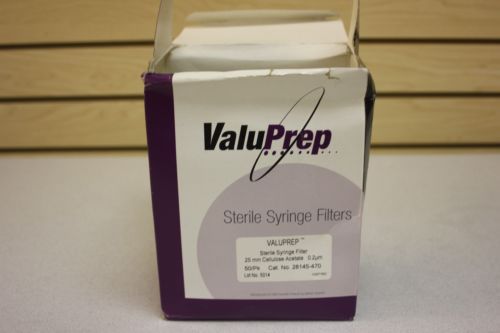 ValuPrep
Sterile Syringe Filters
VALUPREP™
Sterile Syringe Filter
25 mm Cellulose Acetate 0.2µm
50/Pk Cat. No. 28145-470
Lot No. 5014